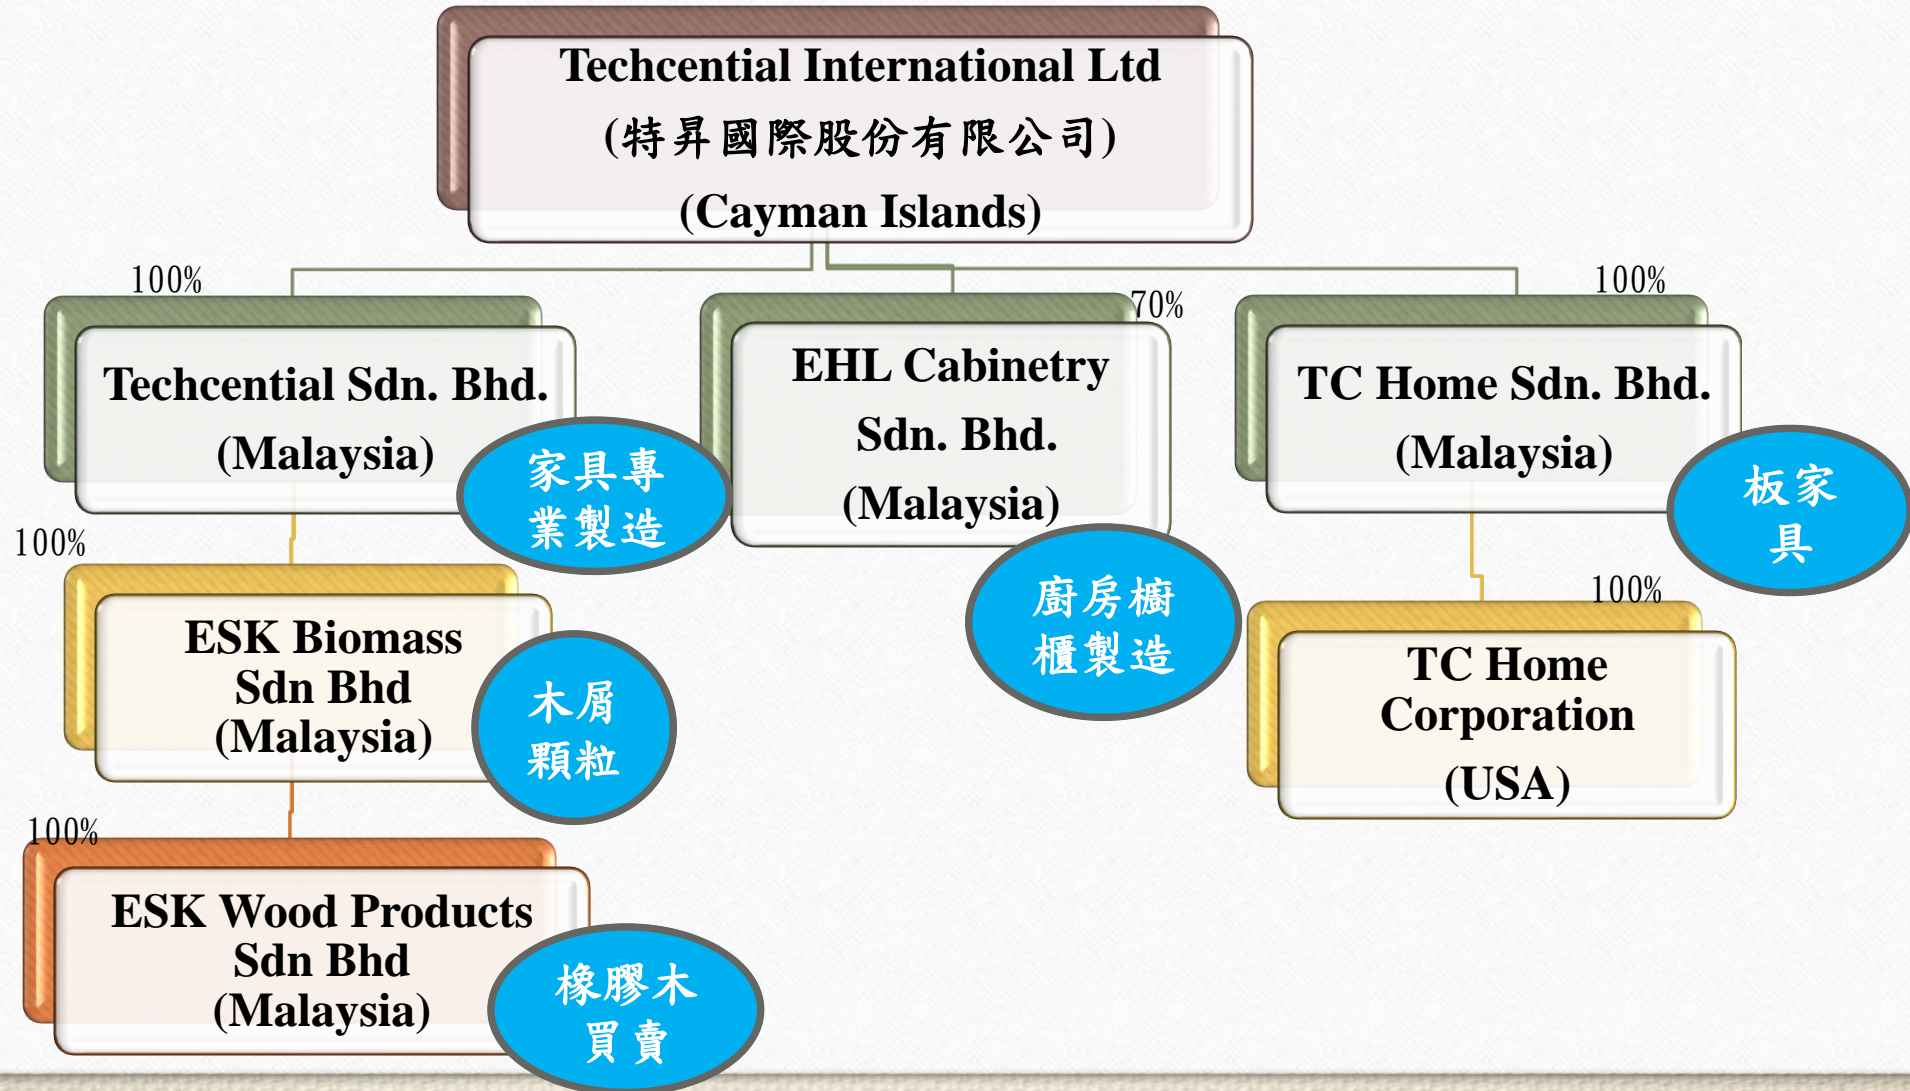 Techcential International Ltd
(特昇國際股份有限公司)
(Cayman Islands)
100%
Techcential Sdn. Bhd.
(Malaysia)
家具專
業製造
70%
EHL Cabinetry
Sdn. Bhd.
(Malaysia)
廚房櫥
櫃製造
100%
TC Home Sdn. Bhd.
(Malaysia)
板家
具
100%
ESK Biomass
Sdn Bhd
(Malaysia)
木屑
顆粒
100%
TC Home
Corporation
(USA)
100%
ESK Wood Products
Sdn Bhd
(Malaysia)
橡膠木
買賣